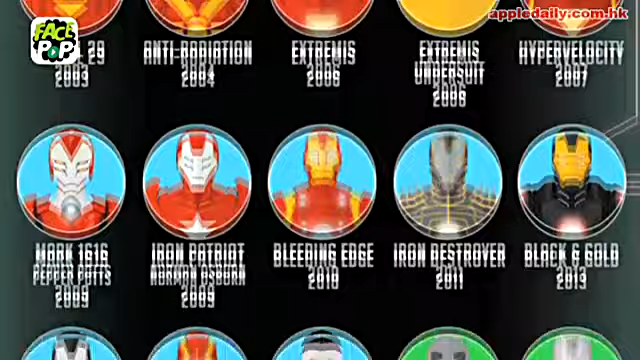 FACE
POP
appledaily.com.hk
29
2003
ANTI-RADIATION
2004
EXTREMIS
2006
EXTREMIS
UNDERSUIT
2006
HYPERVELOCITY
2007
MARK 1616
PEPPER POTTS
2009
IRON PATRIOT
NORMAN OSBORN
2009
BLEEDING EDGE
2010
IRON DESTROYER
2011
BLACK & GOLD
2013